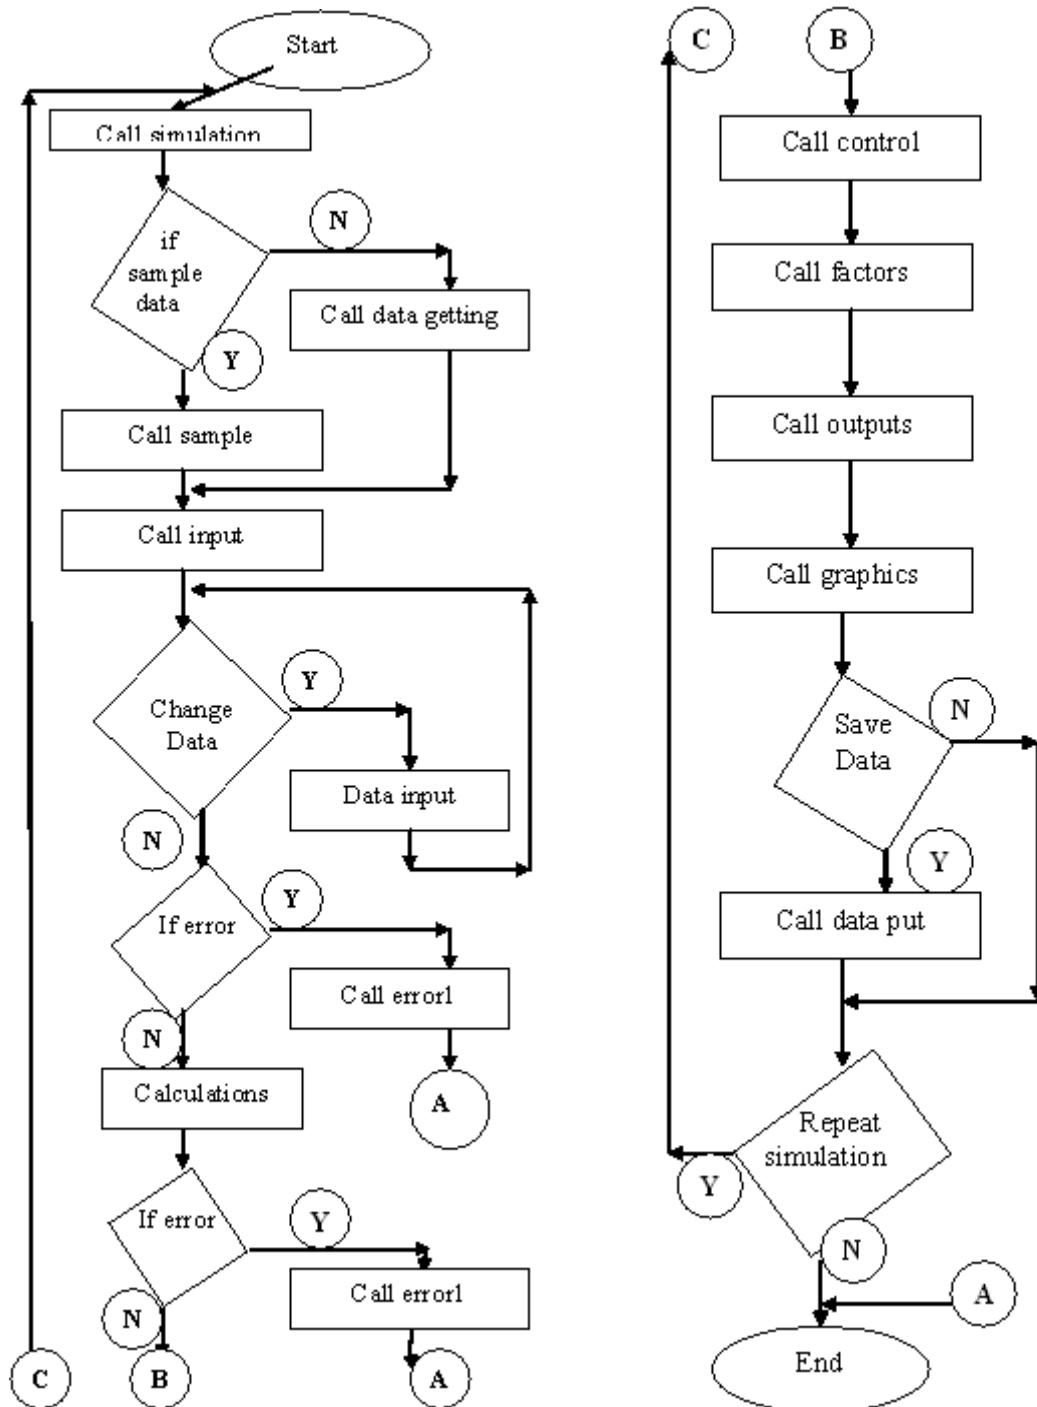 Start
Call simulation
if
sample
data
N
Call data getting
Y
Call sample
Call input
Change
Data
Y
Data input
N
If error
Y
Call error1
N
A
Calculations
If error
Y
Call error1
N
C
B
A
C
B
Call control
Call factors
Call outputs
Call graphics
Save
Data
N
Y
Call data put
Repeat
simulation
Y
N
A
End